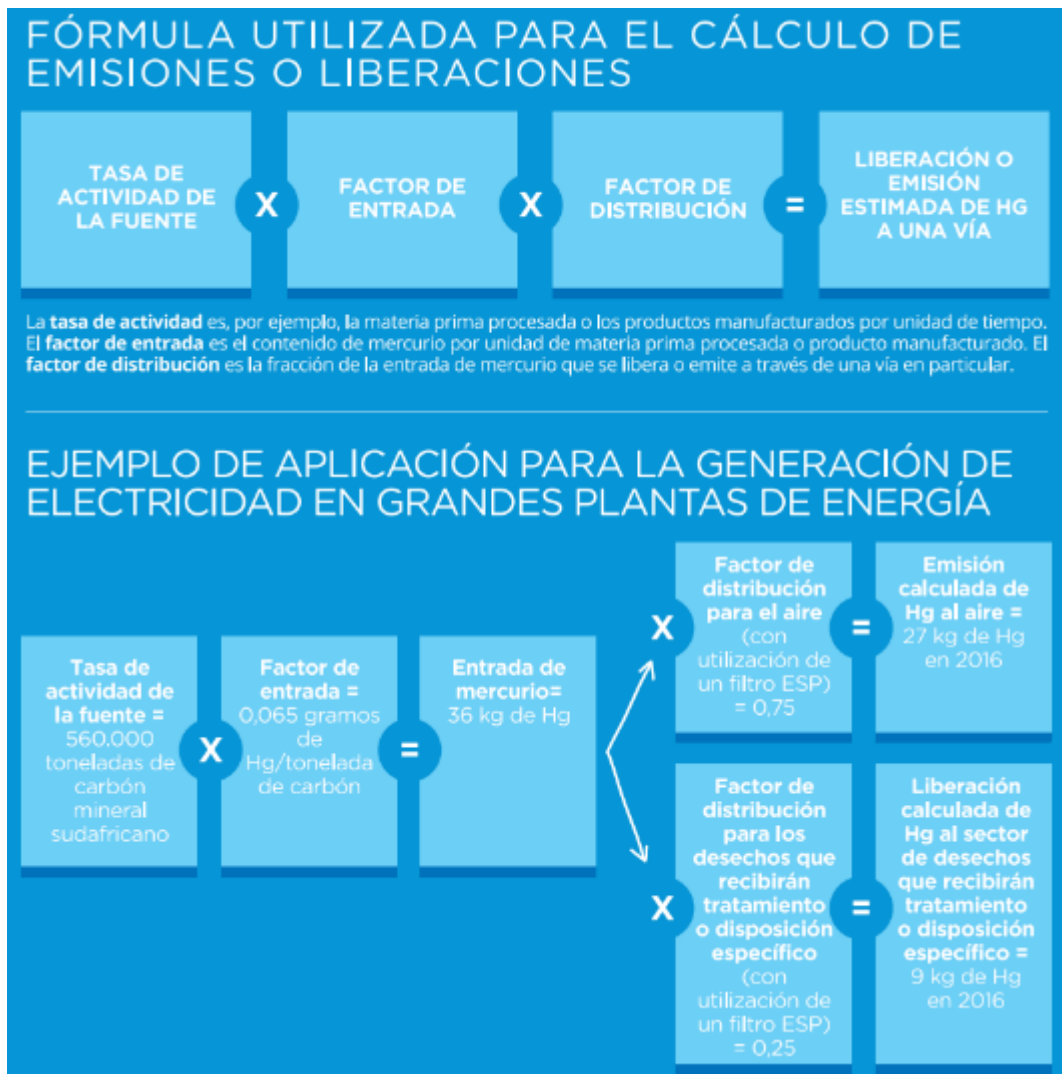 FÓRMULA UTILIZADA PARA EL CÁLCULO DE
EMISIONES O LIBERACIONES
TASA DE
ACTIVIDAD DE
LA FUENTE
X
FACTOR DE
ENTRADA
X
FACTOR DE
DISTRIBUCIÓN
=
LIBERACIÓN O
EMISIÓN
ESTIMADA DE HG
A UNA VÍA
La tasa de actividad es, por ejemplo, la materia prima procesada o los productos manufacturados por unidad de tiempo.
El factor de entrada es el contenido de mercurio por unidad de materia prima procesada o producto manufacturado. El
factor de distribución es la fracción de la entrada de mercurio que se libera o emite a través de una vía en particular.
EJEMPLO DE APLICACIÓN PARA LA GENERACIÓN DE
ELECTRICIDAD EN GRANDES PLANTAS DE ENERGÍA
Tasa de
actividad de
la fuente =
560.000
toneladas de
carbón
mineral
sudafricano
X
Factor de
entrada =
0,065 gramos
de
Hg/tonelada
de carbón
=
Entrada de
mercurio=
36 kg de Hg
X
Factor de
distribución
para el aire
(con
utilización de
un filtro ESP)
= 0,75
=
Emisión
calculada de
Hg al aire =
27 kg de Hg
en 2016
X
Factor de
distribución
para los
desechos que
recibirán
tratamiento
o disposición
específico
(con
utilización de
un filtro ESP)
= 0,25
=
Liberación
calculada de
Hg al sector
de desechos
que recibirán
tratamiento
o disposición
específico =
9 kg de Hg
en 2016